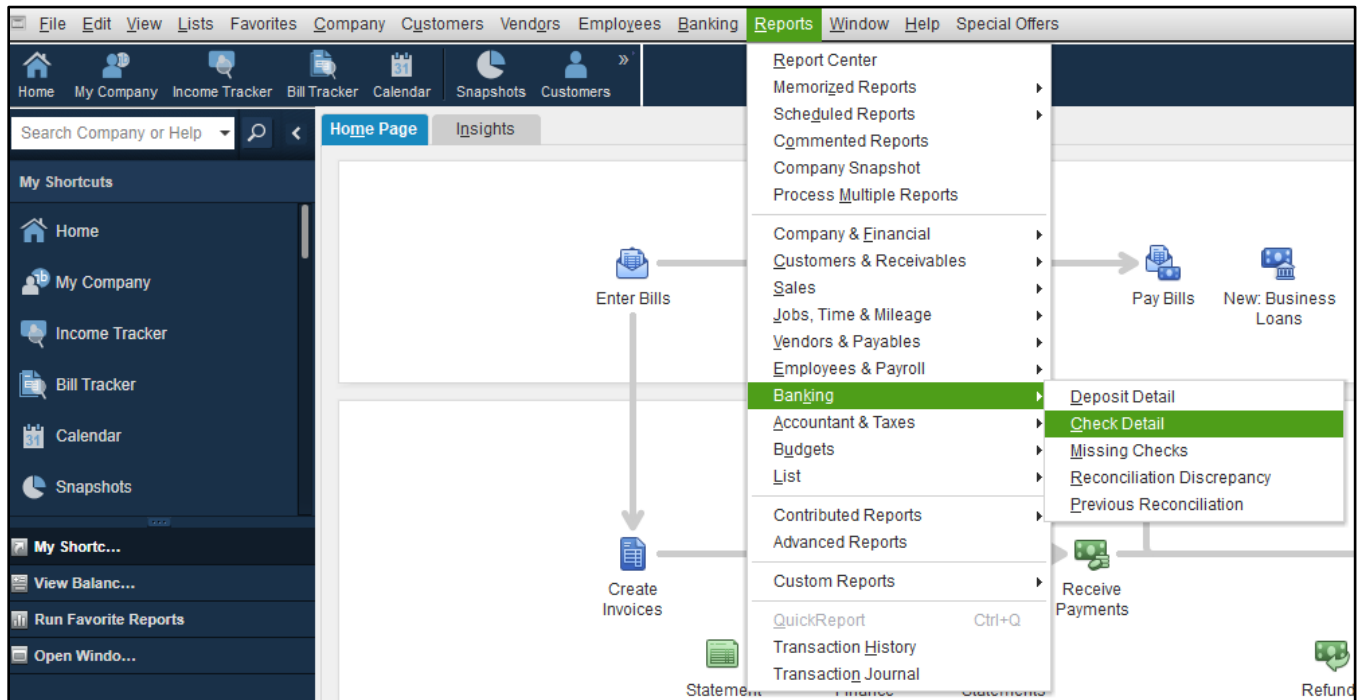 File Edit View Lists Favorites Company Customers Vendors Employees Banking Reports Window Help Special Offers
Home My Company Income Tracker Bill Tracker Calendar Snapshots Customers »
31
Search Company or Help
Home Page Insights
My Shortcuts
Home
My Company
Income Tracker
Bill Tracker
31 Calendar
Snapshots
My Shortc...
View Balanc...
Run Favorite Reports
Open Windo...
Enter Bills
Pay Bills
New: Business
Loans
Create
Invoices
Receive
Payments
Statement
Finance
Statements
Refund
Report Center
Memorized Reports
Scheduled Reports
Commented Reports
Company Snapshot
Process Multiple Reports
Company & Financial
Customers & Receivables
Sales
Jobs, Time & Mileage
Vendors & Payables
Employees & Payroll
Banking
Accountant & Taxes
Budgets
List
Contributed Reports
Advanced Reports
Custom Reports
QuickReport Ctrl+Q
Transaction History
Transaction Journal
Deposit Detail
Check Detail
Missing Checks
Reconciliation Discrepancy
Previous Reconciliation